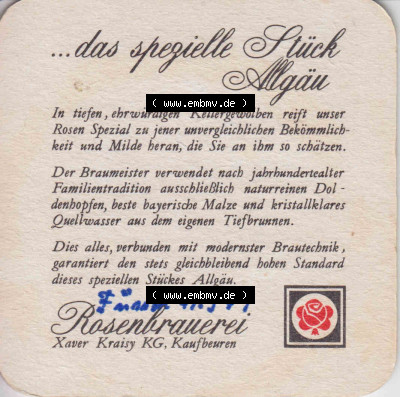 ...das spezielle Stück
Allgäu
( www.embmv.de )
In tiefen, ehrwürdigen Kellergewölben reift unser
Rosen Spezial zu jener unvergleichlichen Bekömmlich-
keit und Milde heran, die Sie an ihm so schätzen.
Der Braumeister verwendet nach jahrhundertealter
Familientradition ausschließlich naturreinen Dol-
denhopfen, beste bayerische Malze und kristallklares
Quellwasser aus dem eigenen Tiefbrunnen.
( www.embmv.de )
Dies alles, verbunden mit modernster Brautechnik,
garantiert den stets gleichbleibend hohen Standard
dieses speziellen Stückes Allgäu.
( www.embmv.de )
Rosenbrauerei
Xaver Kraisy KG, Kaufbeuren